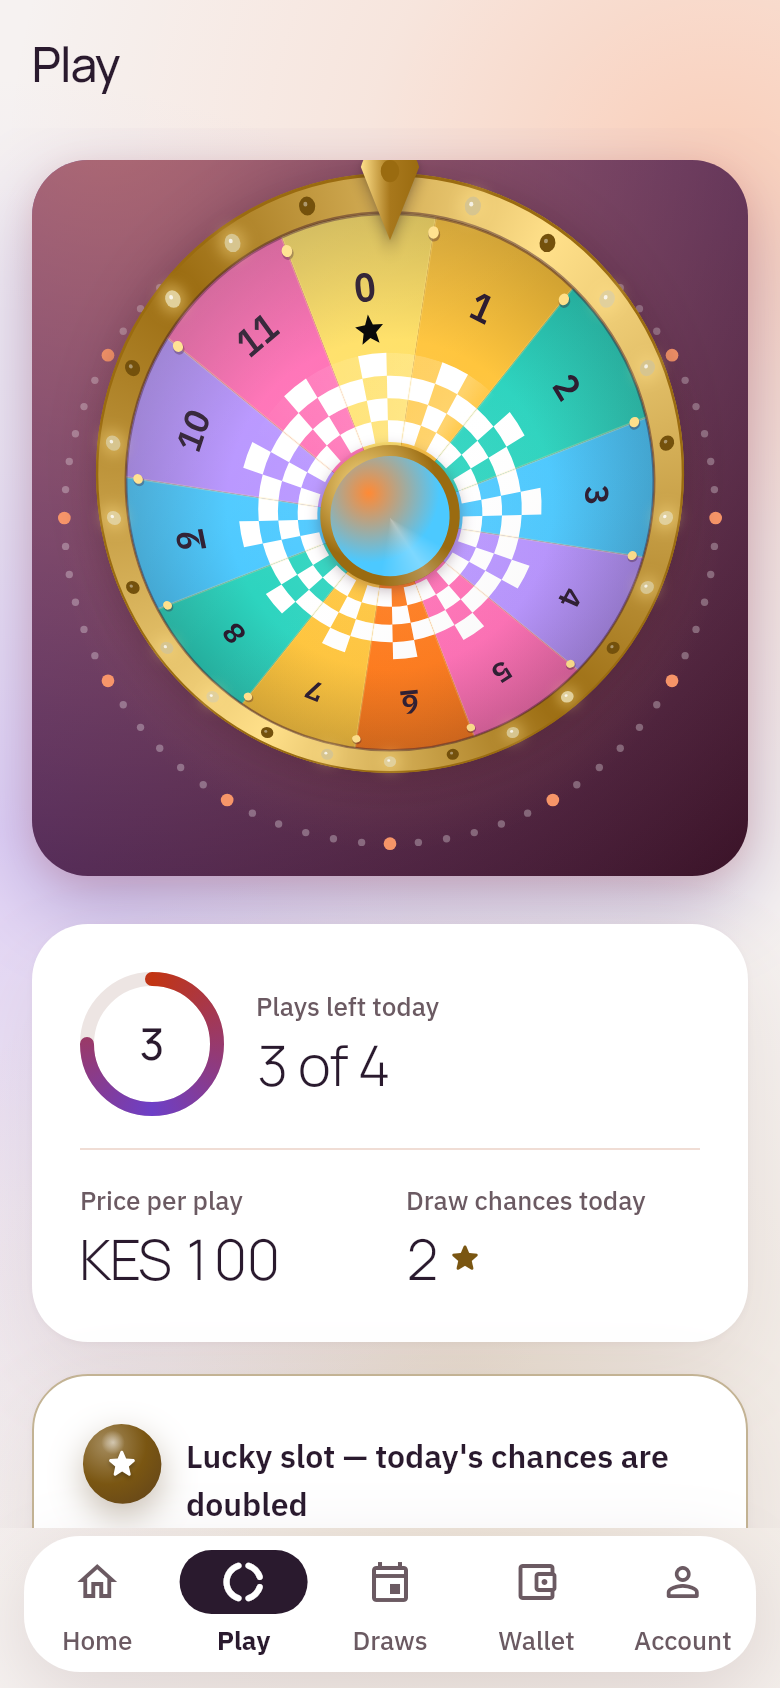 Play
0
1
2
3
4
5
6
7
8
9
10
11
3
Plays left today
3 of 4
Price per play
KES 100
Draw chances today
2
Lucky slot — today's chances are
doubled
Home
Play
Draws
Wallet
Account